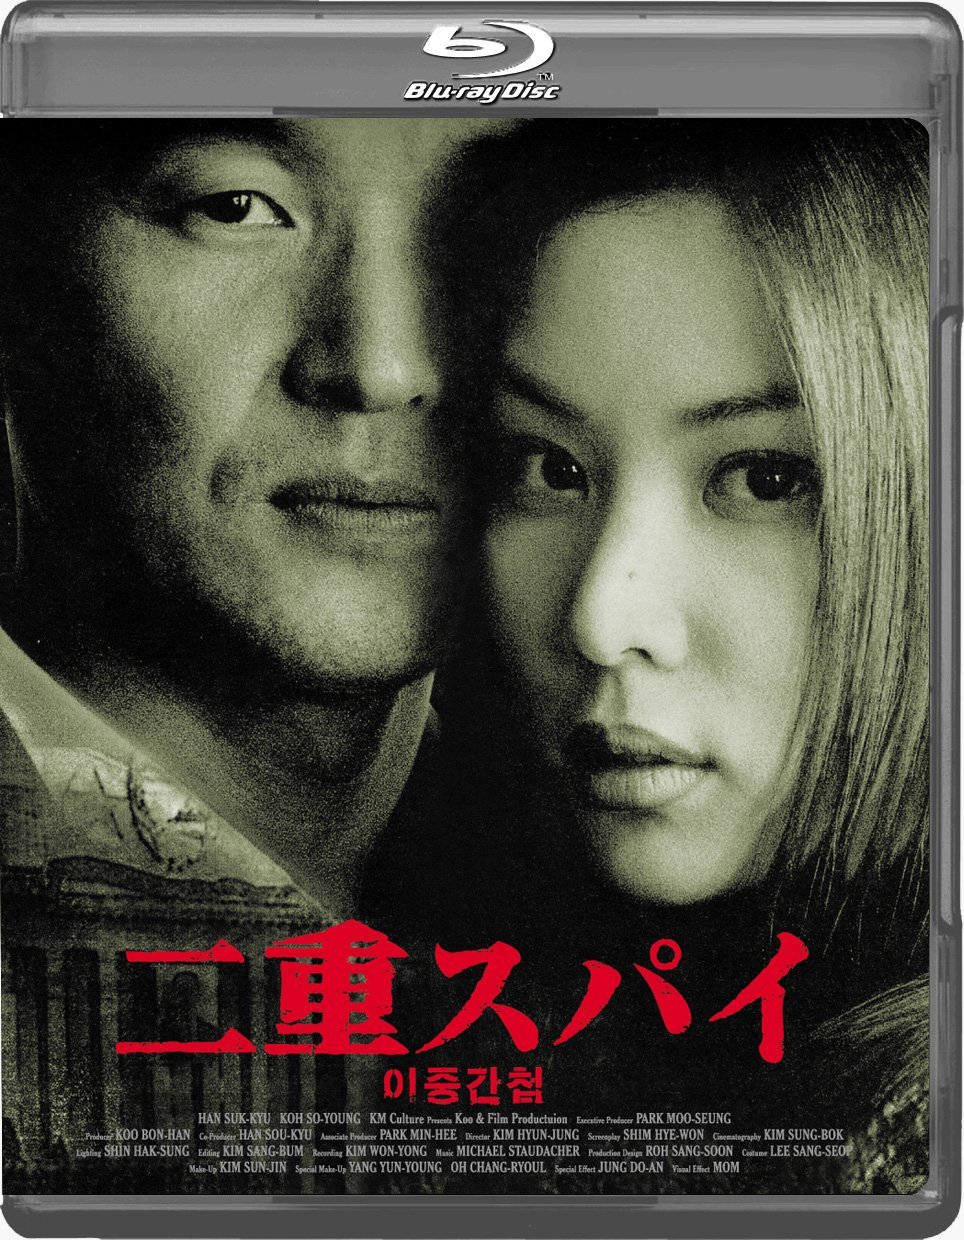 Blu-ray Disc™
二重スパイ
이중간첩
HAN SUK-KYU KOH SO-YOUNG KM Culture Presents Koo & Film Productuion Executive Producer PARK MOO-SEUNG
Producer KOO BON-HAN Co-Producer HAN SOU-KYU Associate Producer PARK MIN-HEE Director KIM HYUN-JUNG Screenplay SHIM HYE-WON Cinematography KIM SUNG-BOK
Lighting SHIN HAK-SUNG Editing KIM SANG-BUM Recording KIM WON-YONG Music MICHAEL STAUDACHER Production Design ROH SANG-SOON Costume LEE SANG-SEOP
Make-Up KIM SUN-JIN Special Make-Up YANG YUN-YOUNG OH CHANG-RYOUL Special Effect JUNG DO-AN Visual Effect MOM